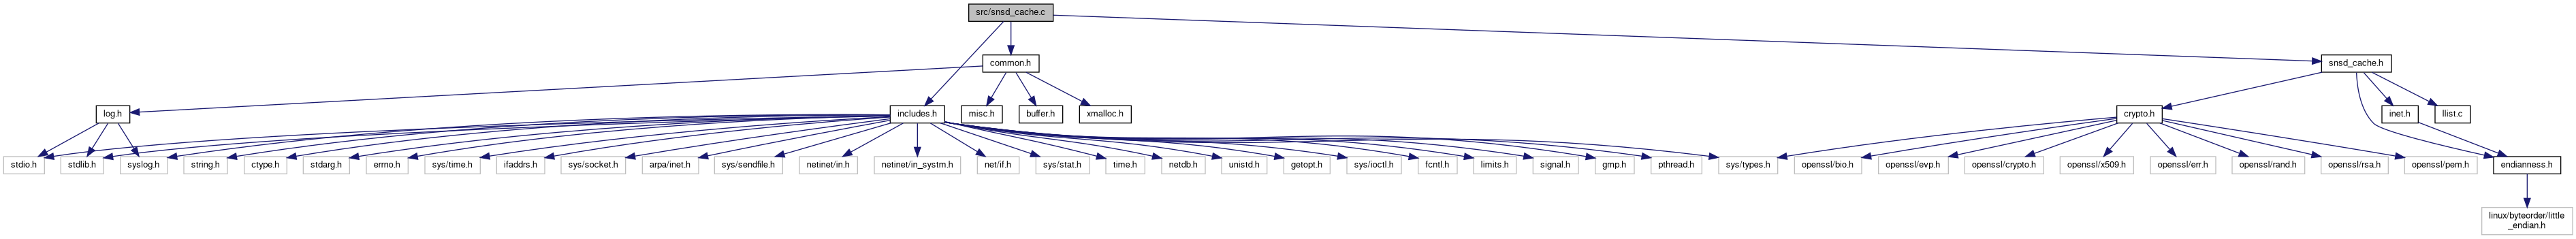 src/snsd_cache.c
common.h
snsd_cache.h
log.h
includes.h
misc.h
buffer.h
xmalloc.h
crypto.h
inet.h
llist.c
stdio.h
stdlib.h
syslog.h
string.h
ctype.h
stdarg.h
errno.h
sys/time.h
ifaddrs.h
sys/socket.h
arpa/inet.h
sys/sendfile.h
netinet/in.h
netinet/in_systm.h
net/if.h
sys/stat.h
time.h
netdb.h
unistd.h
getopt.h
sys/ioctl.h
fcntl.h
limits.h
signal.h
gmp.h
pthread.h
sys/types.h
openssl/bio.h
openssl/evp.h
openssl/crypto.h
openssl/x509.h
openssl/err.h
openssl/rand.h
openssl/rsa.h
openssl/pem.h
endianness.h
linux/byteorder/little
_endian.h